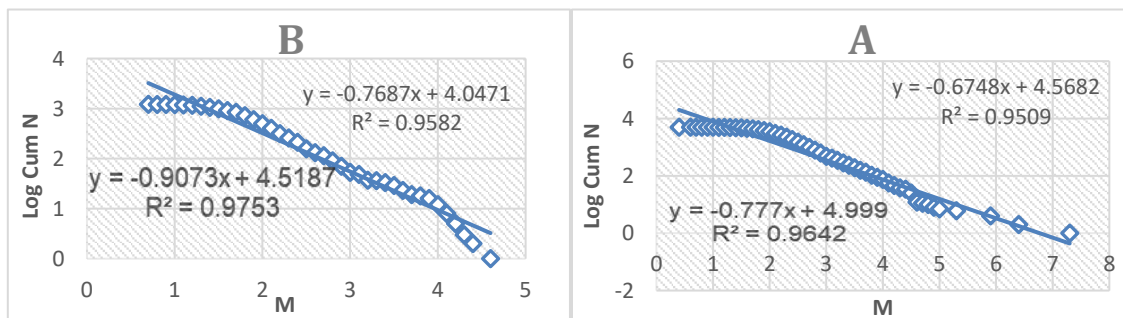 B
Log Cum N
4
3
2
1
0
0
1
2
3
4
5
M
y = -0.7687x + 4.0471
R² = 0.9582
y = -0.9073x + 4.5187
R² = 0.9753
A
Log Cum N
6
4
2
0
-2
0
1
2
3
4
5
6
7
8
M
y = -0.6748x + 4.5682
R² = 0.9509
y = -0.777x + 4.999
R² = 0.9642